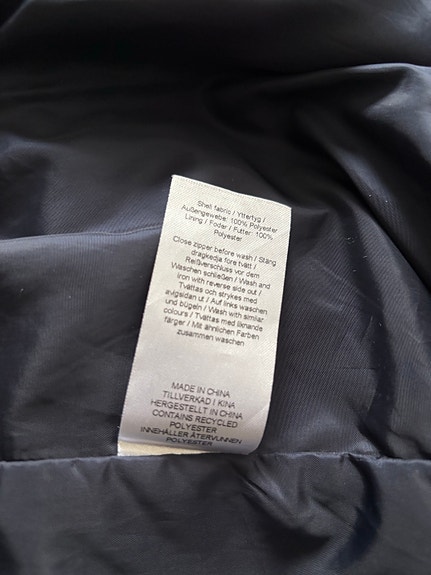 Shell fabric / Yttertyg /
Außengewebe: 100% Polyester
Lining / Foder / Futter: 100%
Polyester
Close zipper before wash / Stäng
dragkedja före tvätt /
Reißverschluss vor dem
Waschen schließen / Wash and
iron with reverse side out /
Tvättas och strykes med
avigsidan ut / Auf links waschen
und bügeln / Wash with similar
colours / Tvättas med liknande
färger / Mit ähnlichen Farben
zusammen waschen
MADE IN CHINA
TILLVERKAD I KINA
HERGESTELLT IN CHINA
CONTAINS RECYCLED
POLYESTER
INNEHÅLLER ÅTERVUNNEN
POLYESTER